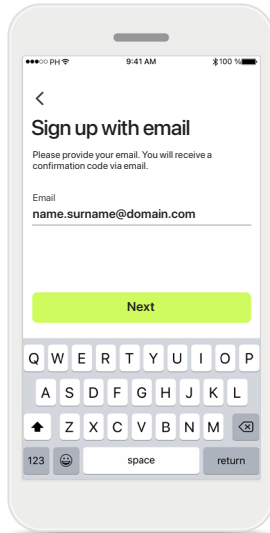 PH 9:41 AM 100 %
Sign up with email
Please provide your email. You will receive a
confirmation code via email.
Email
name.surname@domain.com
Next
Q W E R T Y U I O P
A S D F G H J K L
Z X C V B N M
123 space return